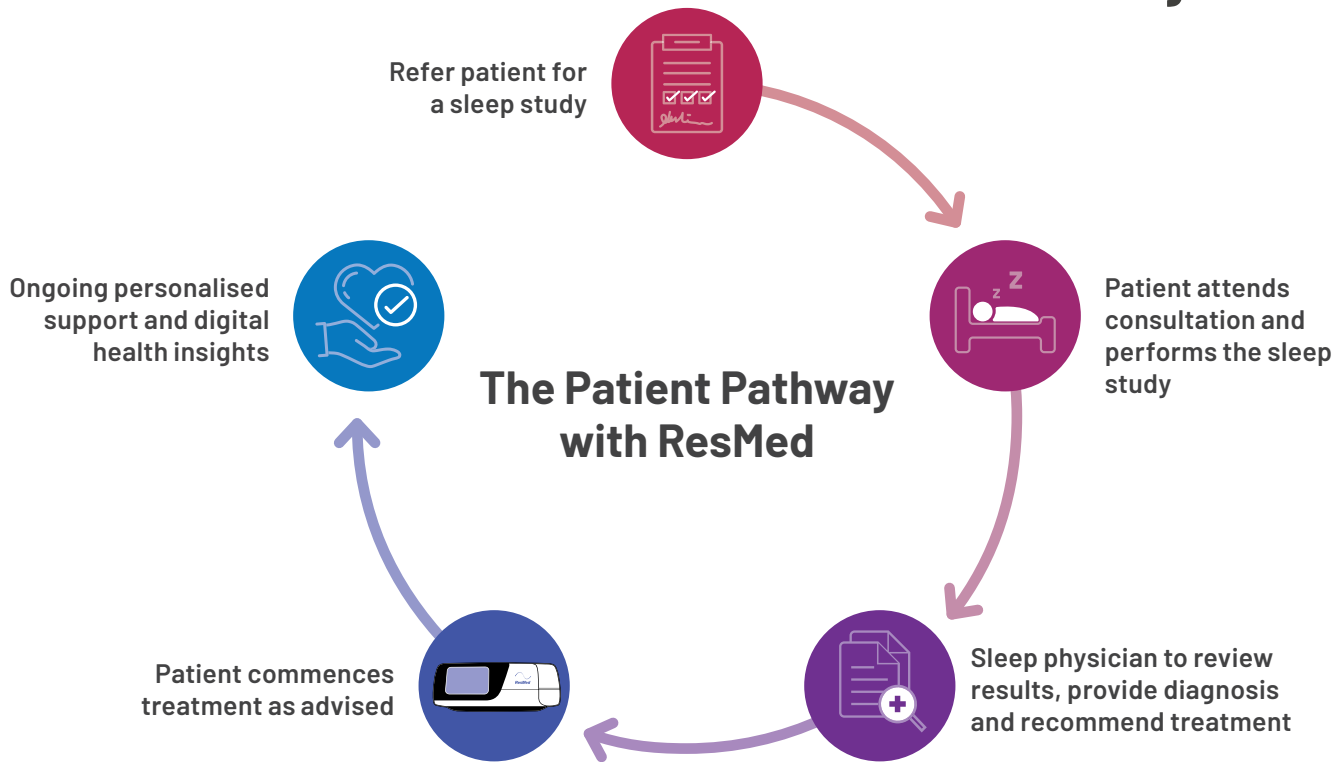 Refer patient for
a sleep study
Patient attends
consultation and
performs the sleep
study
Sleep physician to review
results, provide diagnosis
and recommend treatment
Patient commences
treatment as advised
ResMed
Ongoing personalised
support and digital
health insights
The Patient Pathway
with ResMed
z
Z